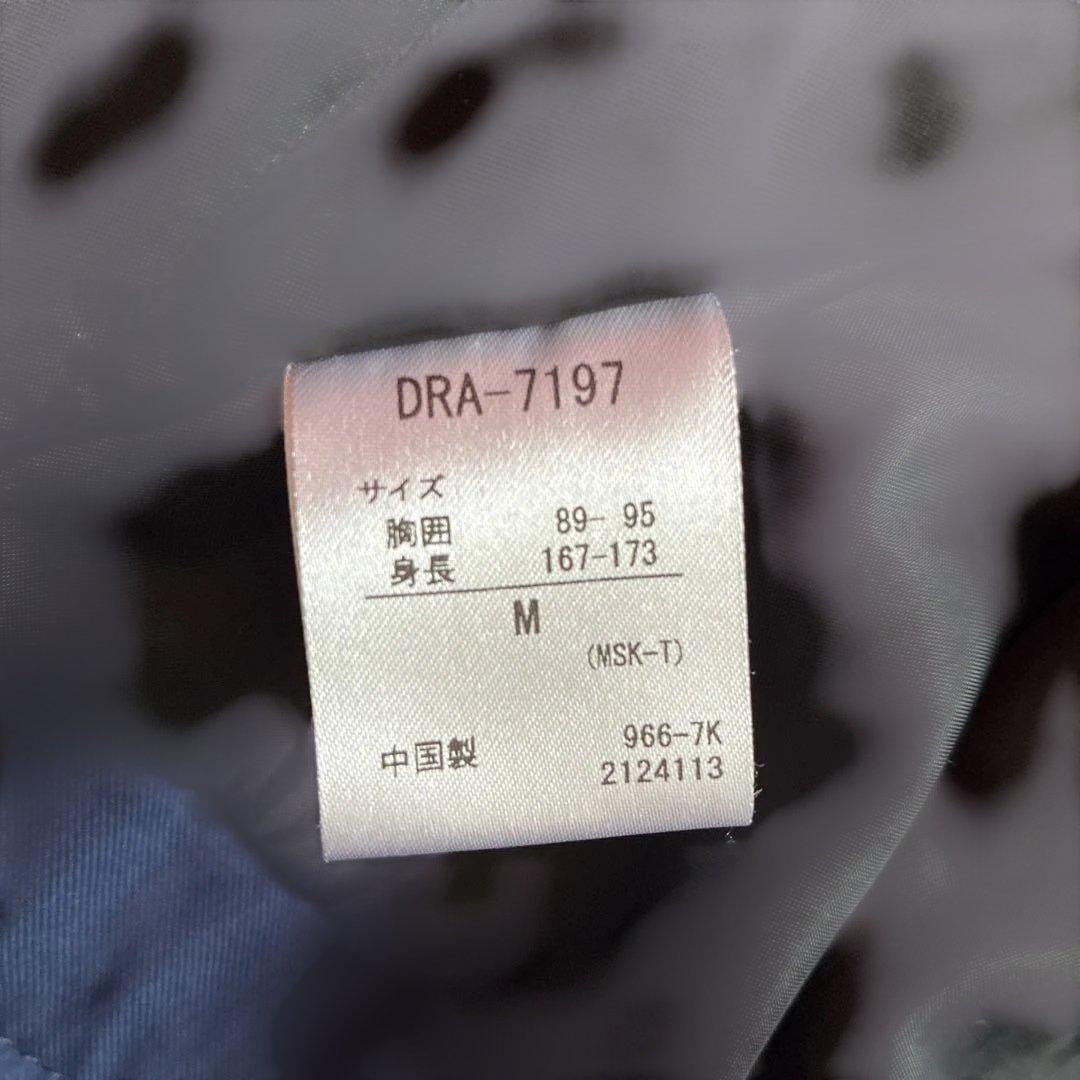 DRA-7197
サイズ
胸囲 89- 95
身長 167-173
M
(MSK-T)
966-7K
中国製 2124113